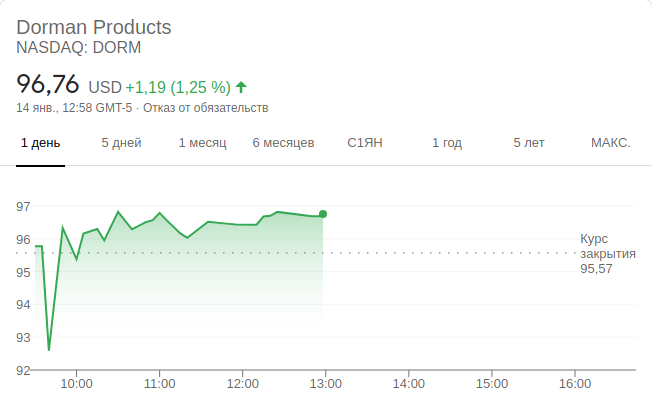 Dorman Products
NASDAQ: DORM
96,76 USD +1,19 (1,25 %)
14 янв., 12:58 GMT-5 · Отказ от обязательств
1 день 5 дней 1 месяц 6 месяцев С1ЯН 1 год 5 лет МАКС.
97
96
95
94
93
92
Курс
закрытия
95,57
10:00 11:00 12:00 13:00 14:00 15:00 16:00